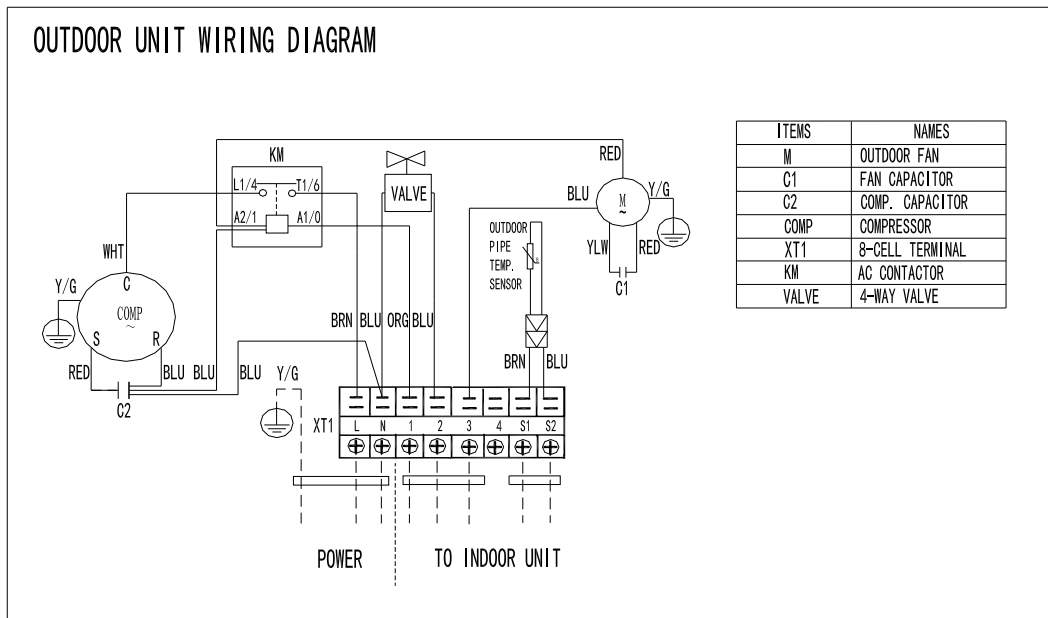 OUTDOOR UNIT WIRING DIAGRAM
KM
L1/4 T1/6
A2/1 A1/0
VALVE
RED
BLU
M
~
Y/G
YLW RED
C1
OUTDOOR
PIPE
TEMP.
SENSOR
WHT
Y/G
C
COMP
~
S R
RED BLU BLU BLU
C2
Y/G
BRN BLU ORG BLU
BRN BLU
XT1
L N 1 2 3 4 S1 S2
POWER
TO INDOOR UNIT
ITEMS NAMES
M OUTDOOR FAN
C1 FAN CAPACITOR
C2 COMP. CAPACITOR
COMP COMPRESSOR
XT1 8-CELL TERMINAL
KM AC CONTACTOR
VALVE 4-WAY VALVE